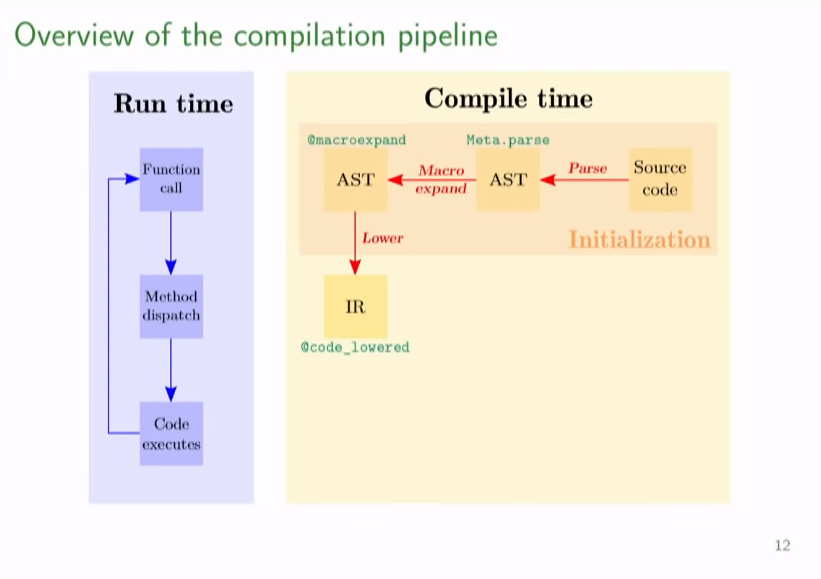 Overview of the compilation pipeline
Run time
Function
call
Method
dispatch
Code
executes
Compile time
@macroexpand
Meta.parse
AST
Macro
expand
AST
Parse
Source
code
Lower
Initialization
IR
@code_lowered
12